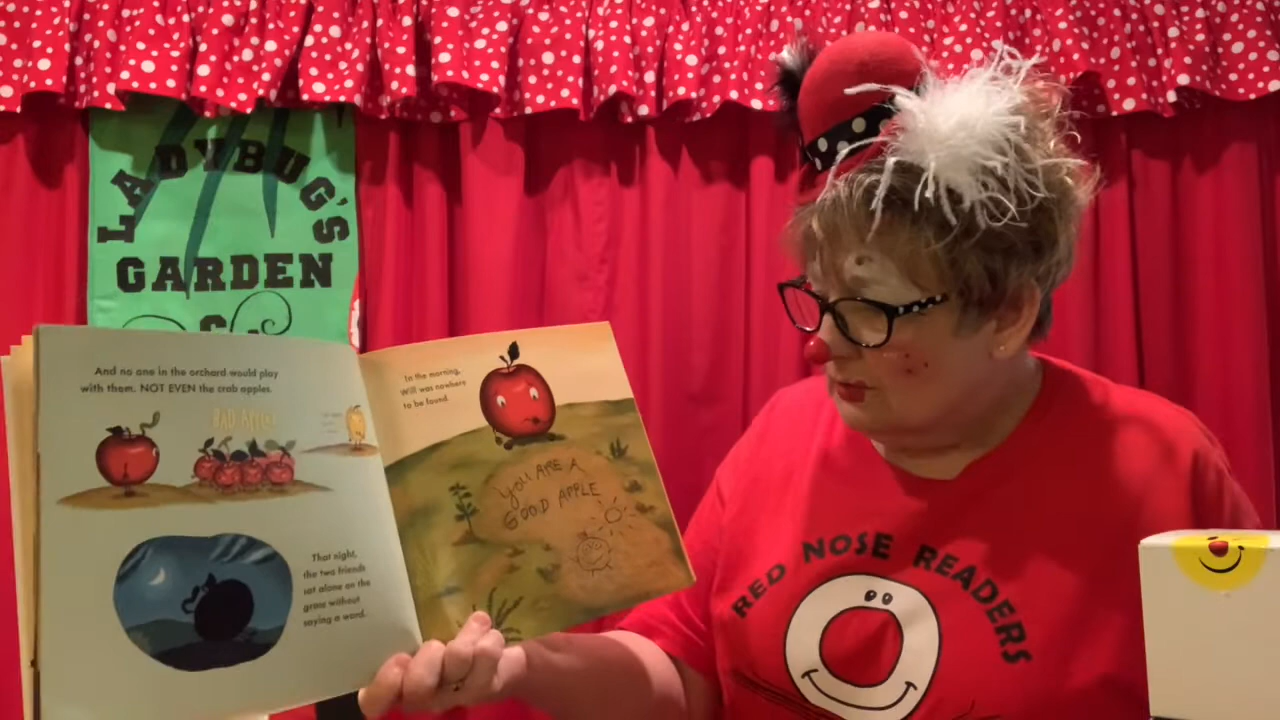 LADYBUG'S
GARDEN
And no one in the orchard would play
with them. NOT EVEN the crab apples.
BAD APPLE!
That night,
the two friends
sat alone on the
grass without
saying a word.
In the morning,
Will was nowhere
to be found.
YOU ARE A
GOOD APPLE
RED NOSE READERS